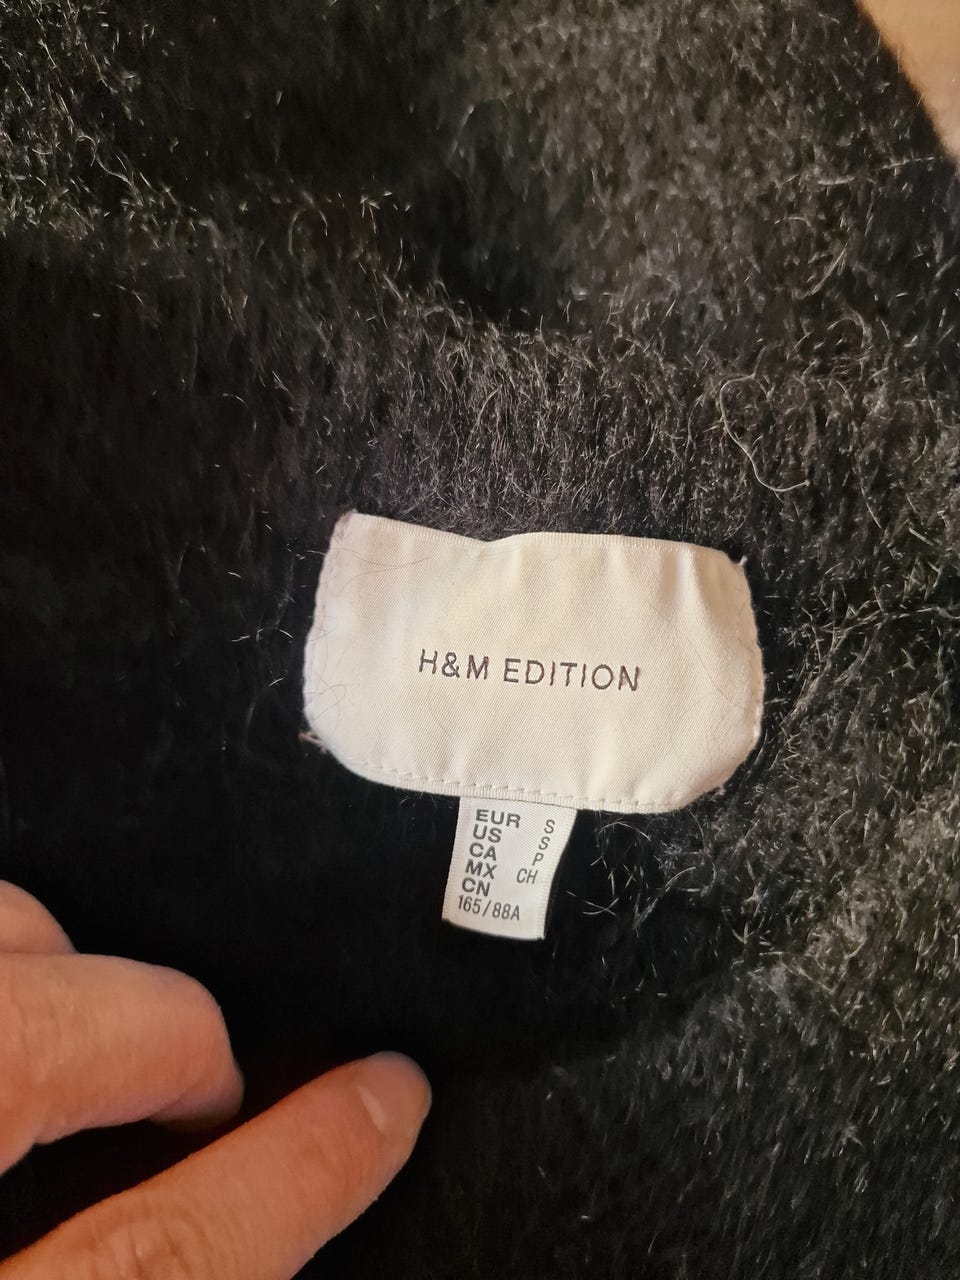 H&M EDITION
EUR S
US S
CA P
MX CH
CN
165/88A